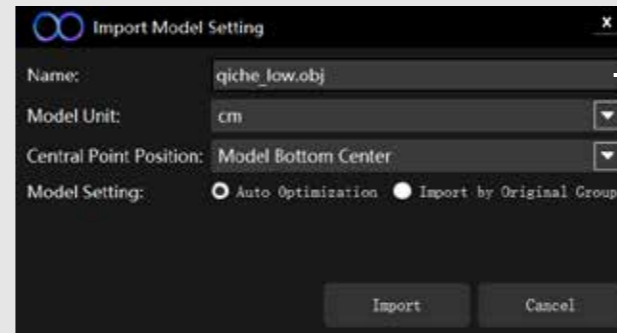 Import Model Setting x
Name: qiche_low.obj
Model Unit: cm
Central Point Position: Model Bottom Center
Model Setting: Auto Optimization Import by Original Group
Import Cancel